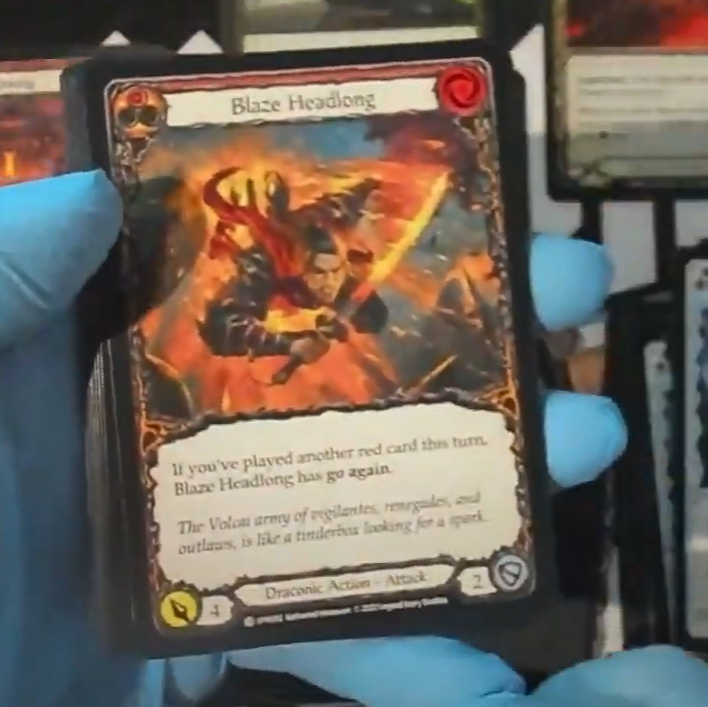 Blaze Headlong
If you've played another red card this turn,
Blaze Headlong has go again.
The Volcai army of vigilantes, renegades, and
outlaws, is like a tinderbox looking for a spark.
Draconic Action - Attack
4
2